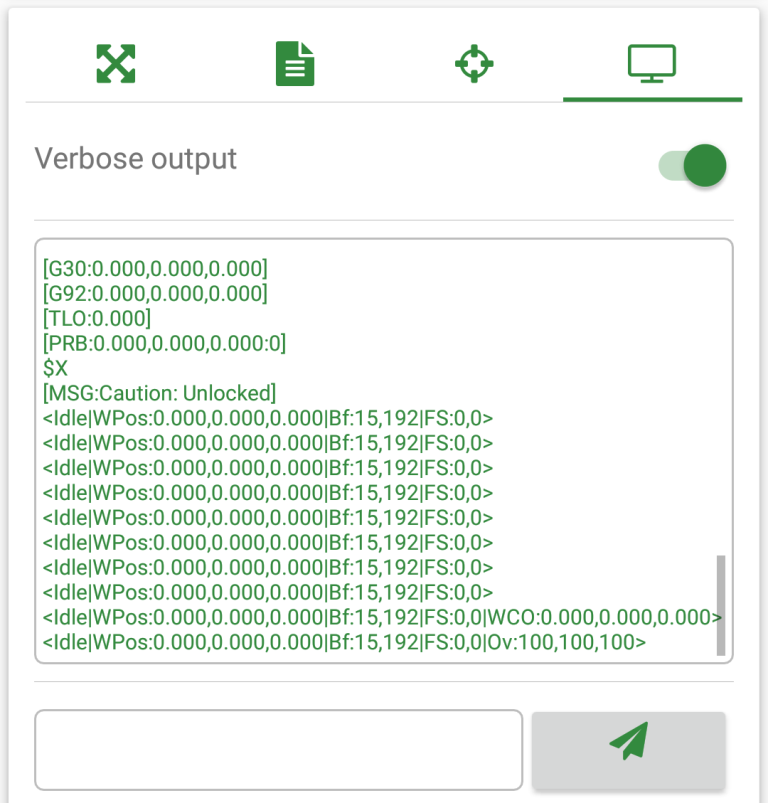 Verbose output
[G30:0.000,0.000,0.000]
[G92:0.000,0.000,0.000]
[TLO:0.000]
[PRB:0.000,0.000,0.000:0]
$X
[MSG:Caution: Unlocked]
<Idle|WPos:0.000,0.000,0.000|Bf:15,192|FS:0,0>
<Idle|WPos:0.000,0.000,0.000|Bf:15,192|FS:0,0>
<Idle|WPos:0.000,0.000,0.000|Bf:15,192|FS:0,0>
<Idle|WPos:0.000,0.000,0.000|Bf:15,192|FS:0,0>
<Idle|WPos:0.000,0.000,0.000|Bf:15,192|FS:0,0>
<Idle|WPos:0.000,0.000,0.000|Bf:15,192|FS:0,0>
<Idle|WPos:0.000,0.000,0.000|Bf:15,192|FS:0,0>
<Idle|WPos:0.000,0.000,0.000|Bf:15,192|FS:0,0>
<Idle|WPos:0.000,0.000,0.000|Bf:15,192|FS:0,0|WCO:0.000,0.000,0.000>
<Idle|WPos:0.000,0.000,0.000|Bf:15,192|FS:0,0|Ov:100,100,100>